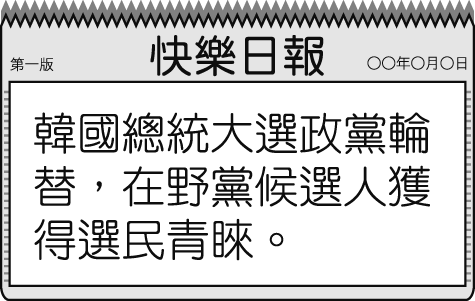 快樂日報
第一版
〇〇年〇月〇日
韓國總統大選政黨輪
替，在野黨候選人獲
得選民青睞。